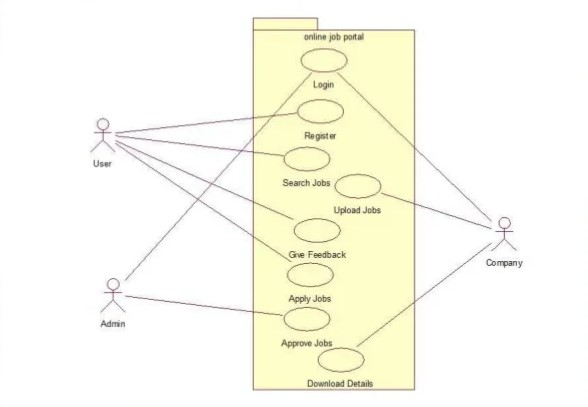 online job portal
Login
Register
User
Search Jobs
Upload Jobs
Give Feedback
Company
Apply Jobs
Admin
Approve Jobs
Download Details